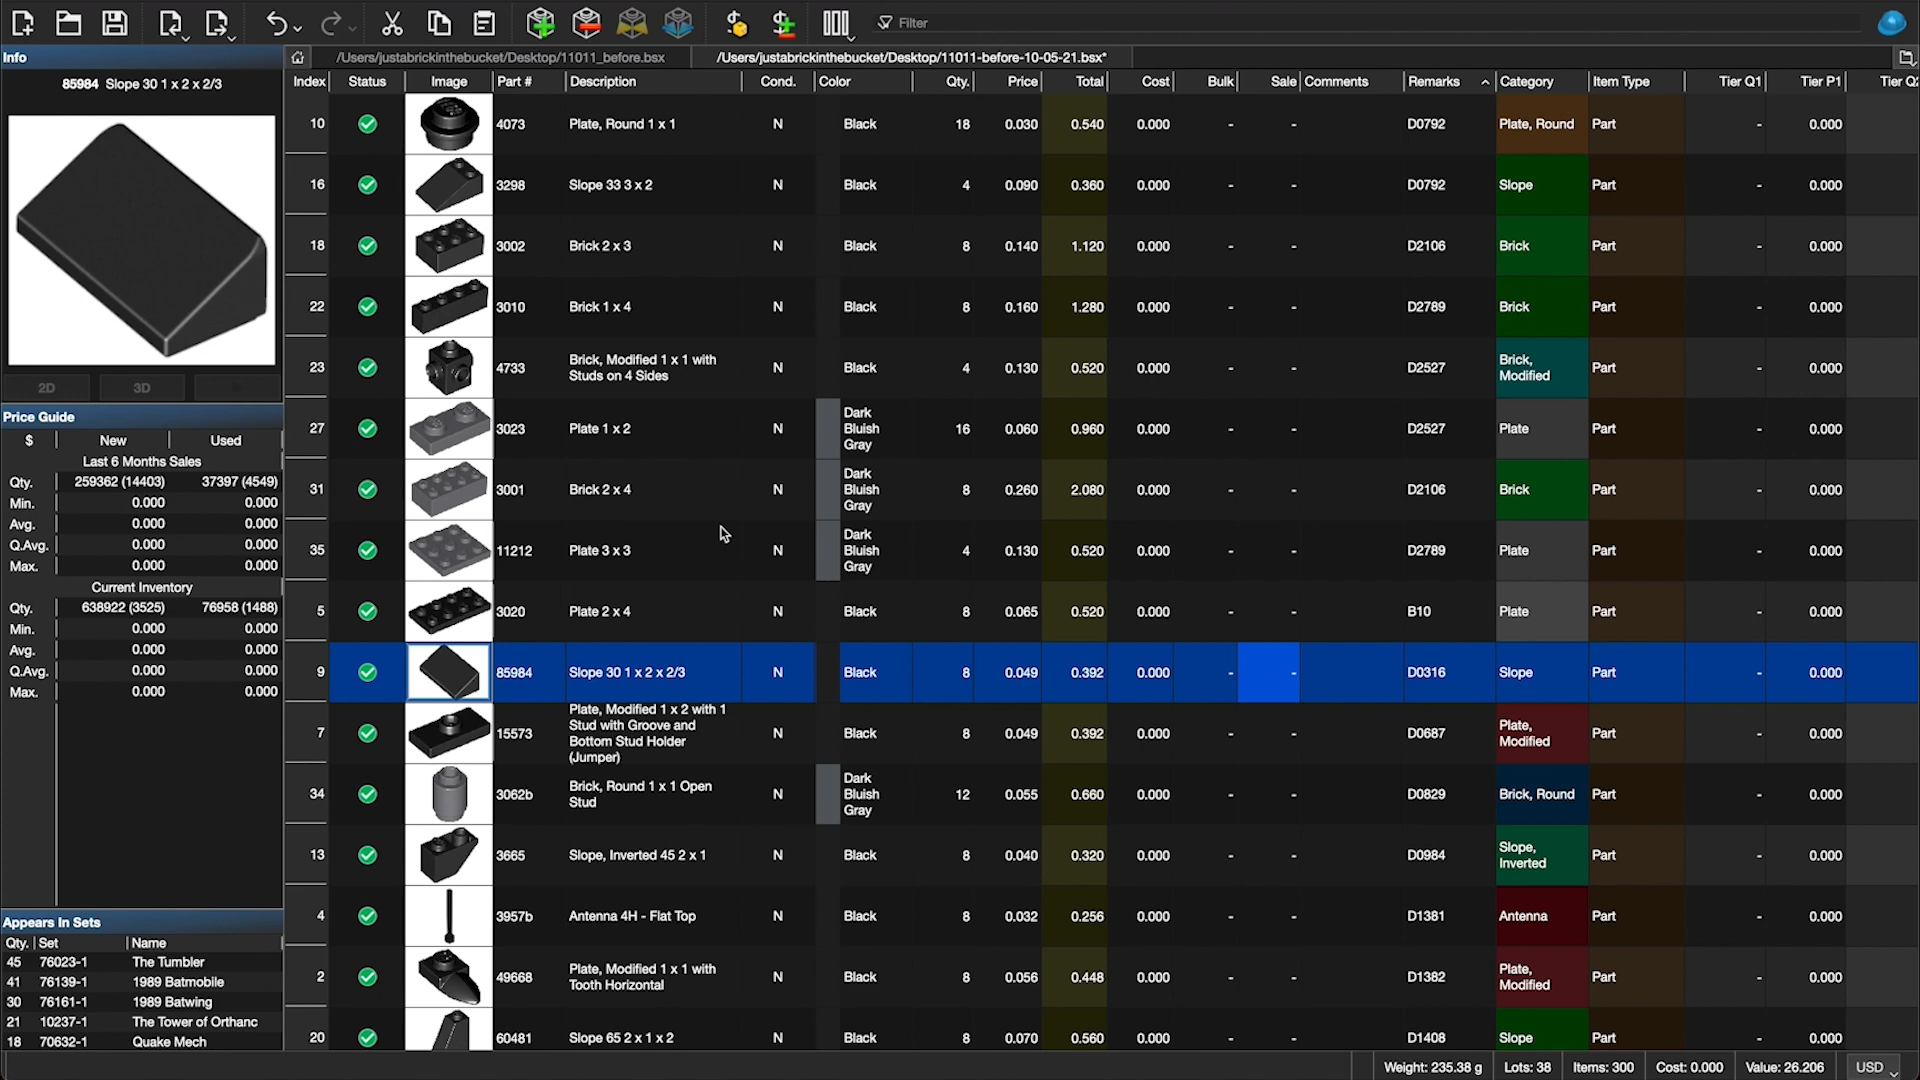 Filter
Info
/Users/justabrickinthebucket/Desktop/11011_before.bsx
/Users/justabrickinthebucket/Desktop/11011-before-10-05-21.bsx*
85984 Slope 30 1 x 2 x 2/3
2D 3D
Price Guide
$ New Used
Last 6 Months Sales
Qty. 259362 (14403) 37397 (4549)
Min. 0.000 0.000
Avg. 0.000 0.000
Q.Avg. 0.000 0.000
Max. 0.000 0.000
Current Inventory
Qty. 638922 (3525) 76958 (1488)
Min. 0.000 0.000
Avg. 0.000 0.000
Q.Avg. 0.000 0.000
Max. 0.000 0.000
Appears In Sets
Qty. Set Name
45 76023-1 The Tumbler
41 76139-1 1989 Batmobile
30 76161-1 1989 Batwing
21 10237-1 The Tower of Orthanc
18 70632-1 Quake Mech
Index Status Image Part # Description Cond. Color Qty. Price Total Cost Bulk Sale Comments Remarks Category Item Type Tier Q1 Tier P1 Tier Q2
10 4073 Plate, Round 1 x 1 N Black 18 0.030 0.540 0.000 - - D0792 Plate, Round Part - 0.000
16 3298 Slope 33 3 x 2 N Black 4 0.090 0.360 0.000 - - D0792 Slope Part - 0.000
18 3002 Brick 2 x 3 N Black 8 0.140 1.120 0.000 - - D2106 Brick Part - 0.000
22 3010 Brick 1 x 4 N Black 8 0.160 1.280 0.000 - - D2789 Brick Part - 0.000
23 4733 Brick, Modified 1 x 1 with Studs on 4 Sides N Black 4 0.130 0.520 0.000 - - D2527 Brick, Modified Part - 0.000
27 3023 Plate 1 x 2 N Dark Bluish Gray 16 0.060 0.960 0.000 - - D2527 Plate Part - 0.000
31 3001 Brick 2 x 4 N Dark Bluish Gray 8 0.260 2.080 0.000 - - D2106 Brick Part - 0.000
35 11212 Plate 3 x 3 N Dark Bluish Gray 4 0.130 0.520 0.000 - - D2789 Plate Part - 0.000
5 3020 Plate 2 x 4 N Black 8 0.065 0.520 0.000 - - B10 Plate Part - 0.000
9 85984 Slope 30 1 x 2 x 2/3 N Black 8 0.049 0.392 0.000 - - D0316 Slope Part - 0.000
7 15573 Plate, Modified 1 x 2 with 1 Stud with Groove and Bottom Stud Holder (Jumper) N Black 8 0.049 0.392 0.000 - - D0687 Plate, Modified Part - 0.000
34 3062b Brick, Round 1 x 1 Open Stud N Dark Bluish Gray 12 0.055 0.660 0.000 - - D0829 Brick, Round Part - 0.000
13 3665 Slope, Inverted 45 2 x 1 N Black 8 0.040 0.320 0.000 - - D0984 Slope, Inverted Part - 0.000
4 3957b Antenna 4H - Flat Top N Black 8 0.032 0.256 0.000 - - D1381 Antenna Part - 0.000
2 49668 Plate, Modified 1 x 1 with Tooth Horizontal N Black 8 0.056 0.448 0.000 - - D1382 Plate, Modified Part - 0.000
20 60481 Slope 65 2 x 1 x 2 N Black 8 0.070 0.560 0.000 - - D1408 Slope Part - 0.000
Weight: 235.38 g Lots: 38 Items: 300 Cost: 0.000 Value: 26.206 USD